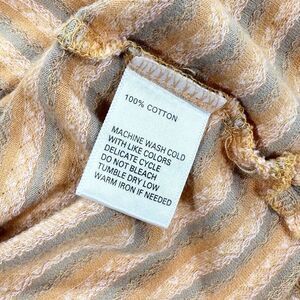 100% COTTON
MACHINE WASH COLD
WITH LIKE COLORS
DELICATE CYCLE
DO NOT BLEACH
TUMBLE DRY LOW
WARM IRON IF NEEDED